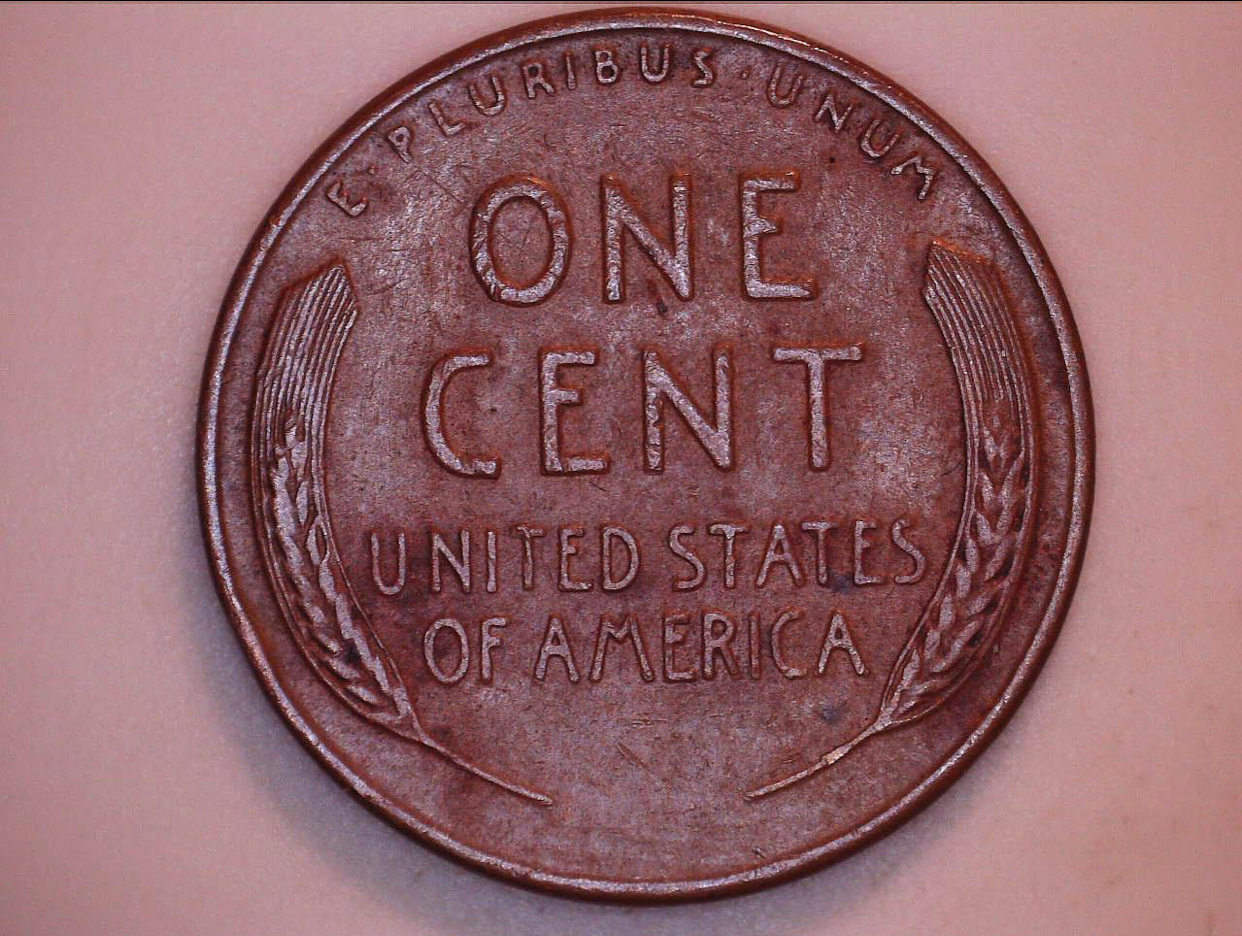 E · PLURIBUS · UNUM
ONE
CENT
UNITED STATES
OF AMERICA